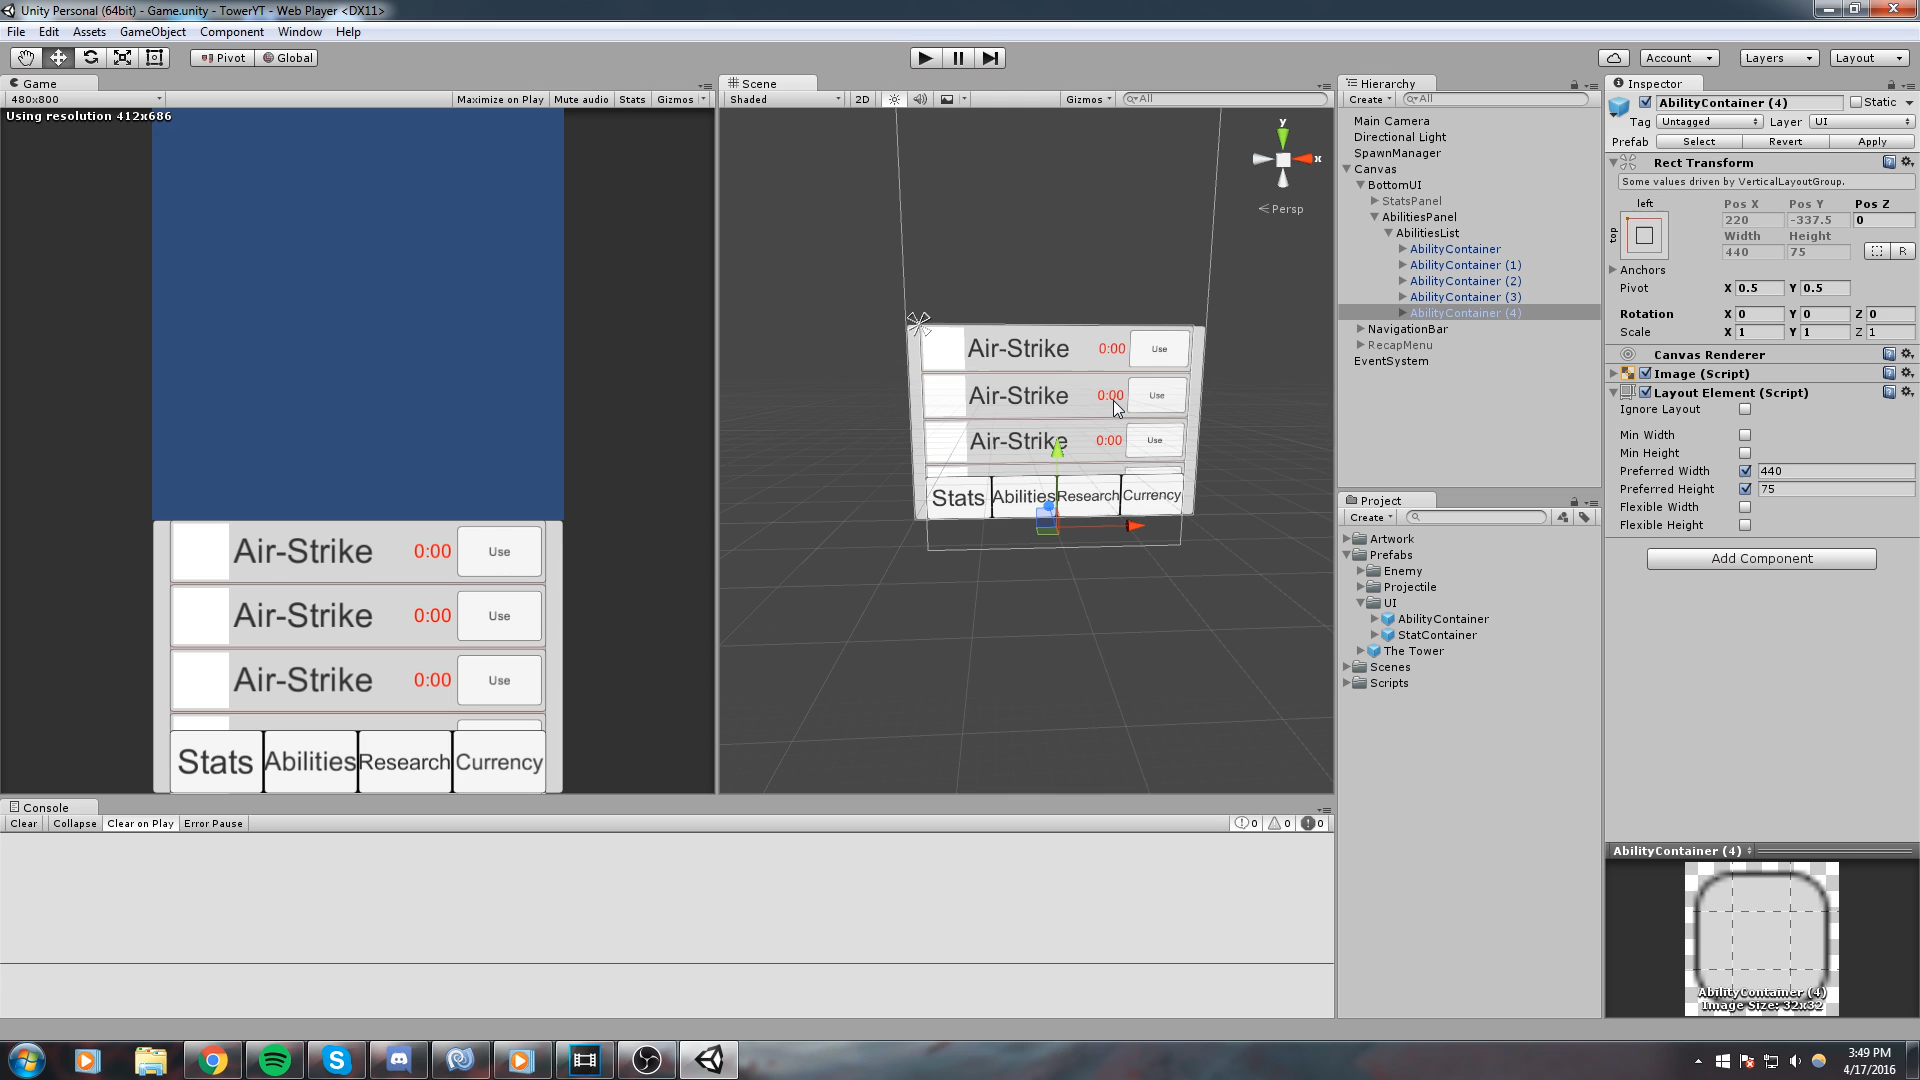 Unity Personal (64bit) - Game.unity - TowerYT - Web Player <DX11>
File Edit Assets GameObject Component Window Help
Pivot Global Account Layers Layout
Game
480x800 Maximize on Play Mute audio Stats Gizmos
Using resolution 412x686
Air-Strike 0:00 Use
Air-Strike 0:00 Use
Air-Strike 0:00 Use
Stats Abilities Research Currency
Scene
Shaded 2D Gizmos All
y
x
Persp
Air-Strike 0:00 Use
Air-Strike 0:00 Use
Air-Strike 0:00 Use
Stats Abilities Research Currency
Console
Clear Collapse Clear on Play Error Pause 0 0 0
Hierarchy
Create All
Main Camera
Directional Light
SpawnManager
Canvas
BottomUI
StatsPanel
AbilitiesPanel
AbilitiesList
AbilityContainer
AbilityContainer (1)
AbilityContainer (2)
AbilityContainer (3)
AbilityContainer (4)
NavigationBar
RecapMenu
EventSystem
Project
Create
Artwork
Prefabs
Enemy
Projectile
UI
AbilityContainer
StatContainer
The Tower
Scenes
Scripts
Inspector
AbilityContainer (4) Static
Tag Untagged Layer UI
Prefab Select Revert Apply
Rect Transform
Some values driven by VerticalLayoutGroup.
left Pos X Pos Y Pos Z
top 220 -337.5 0
Width Height
440 75 R
Anchors
Pivot X 0.5 Y 0.5
Rotation X 0 Y 0 Z 0
Scale X 1 Y 1 Z 1
Canvas Renderer
Image (Script)
Layout Element (Script)
Ignore Layout
Min Width
Min Height
Preferred Width 440
Preferred Height 75
Flexible Width
Flexible Height
Add Component
AbilityContainer (4)
AbilityContainer (4)
Image Size: 32x32
3:49 PM
4/17/2016